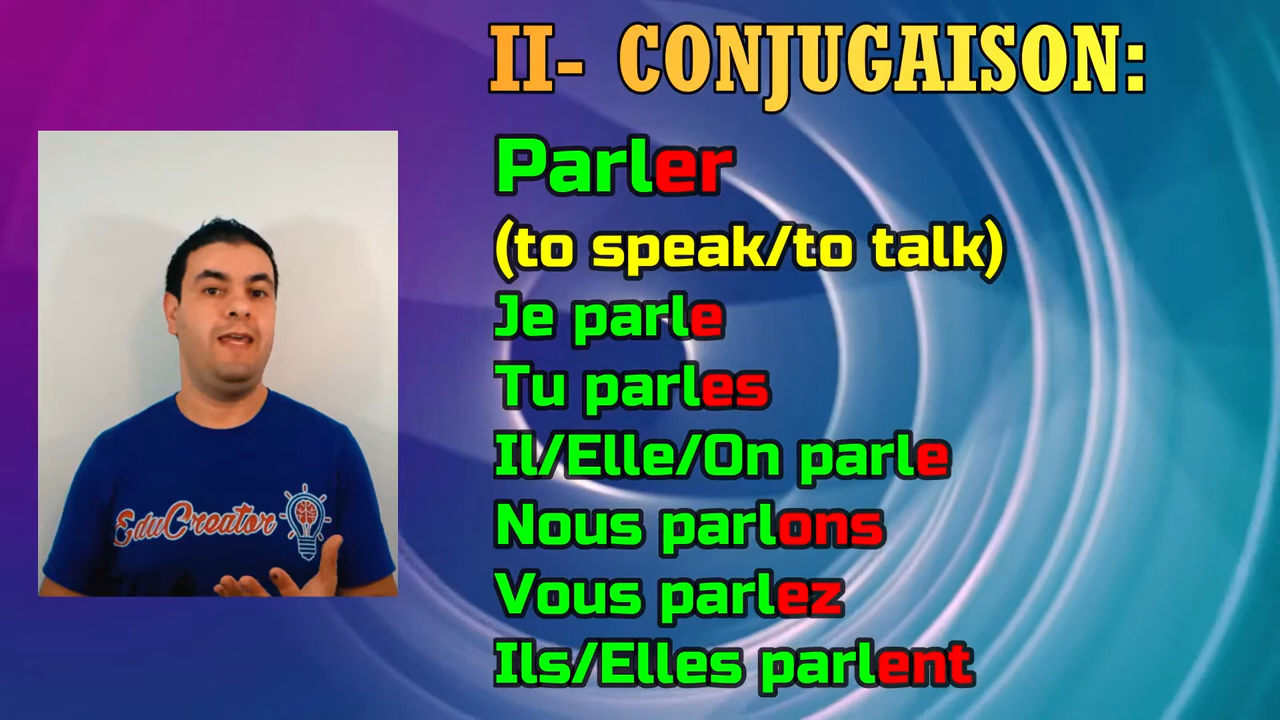 II- CONJUGAISON:
Parler
(to speak/to talk)
Je parle
Tu parles
Il/Elle/On parle
Nous parlons
Vous parlez
Ils/Elles parlent
EduCreator